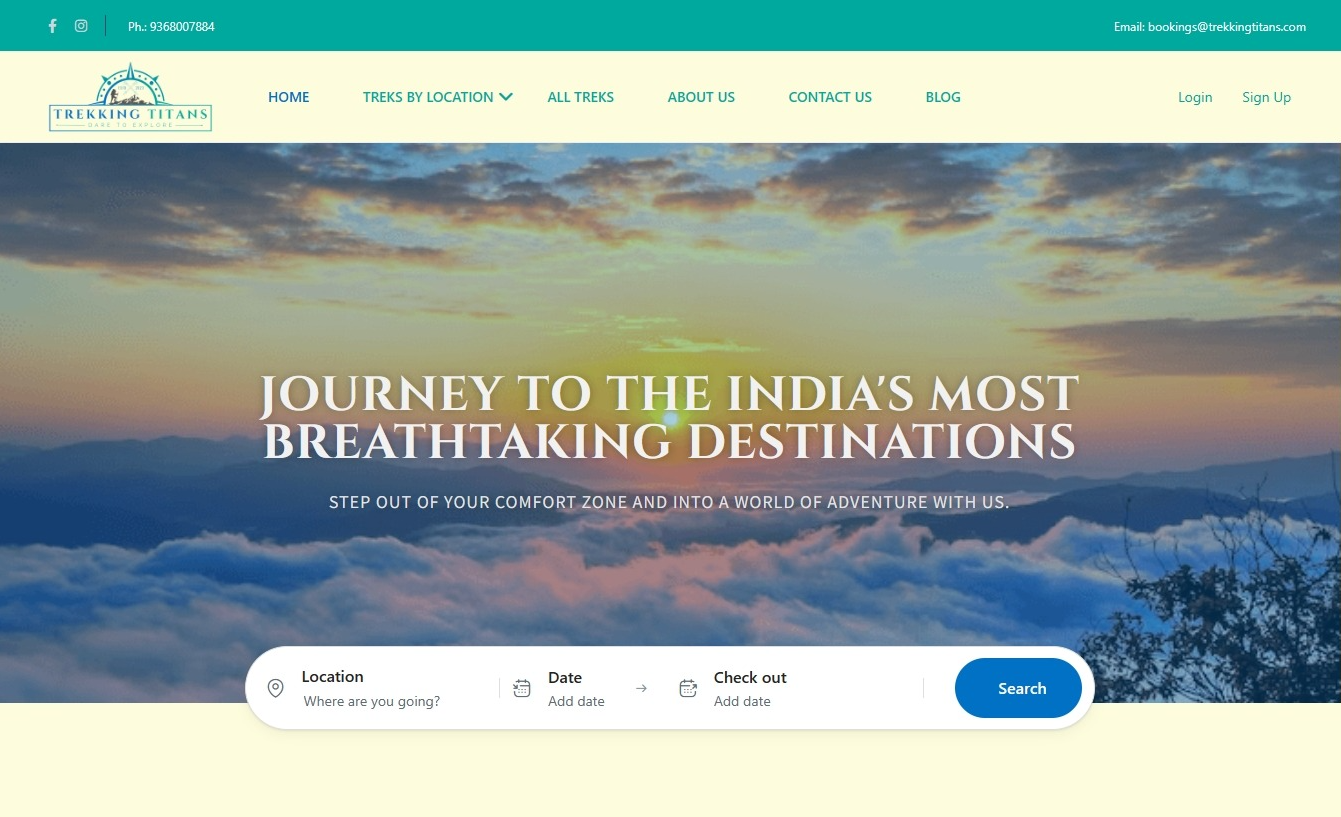 Ph.: 9368007884
Email: bookings@trekkingtitans.com
TREKKING TITANS
DARE TO EXPLORE
HOME
TREKS BY LOCATION
ALL TREKS
ABOUT US
CONTACT US
BLOG
Login
Sign Up
JOURNEY TO THE INDIA'S MOST
BREATHTAKING DESTINATIONS
STEP OUT OF YOUR COMFORT ZONE AND INTO A WORLD OF ADVENTURE WITH US.
Location
Where are you going?
Date
Add date
Check out
Add date
Search